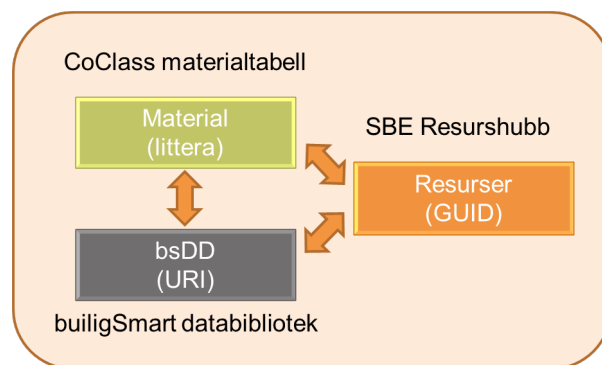 CoClass materialtabell
Material
(littera)
SBE Resurshubb
Resurser
(GUID)
bsDD
(URI)
builigSmart databibliotek